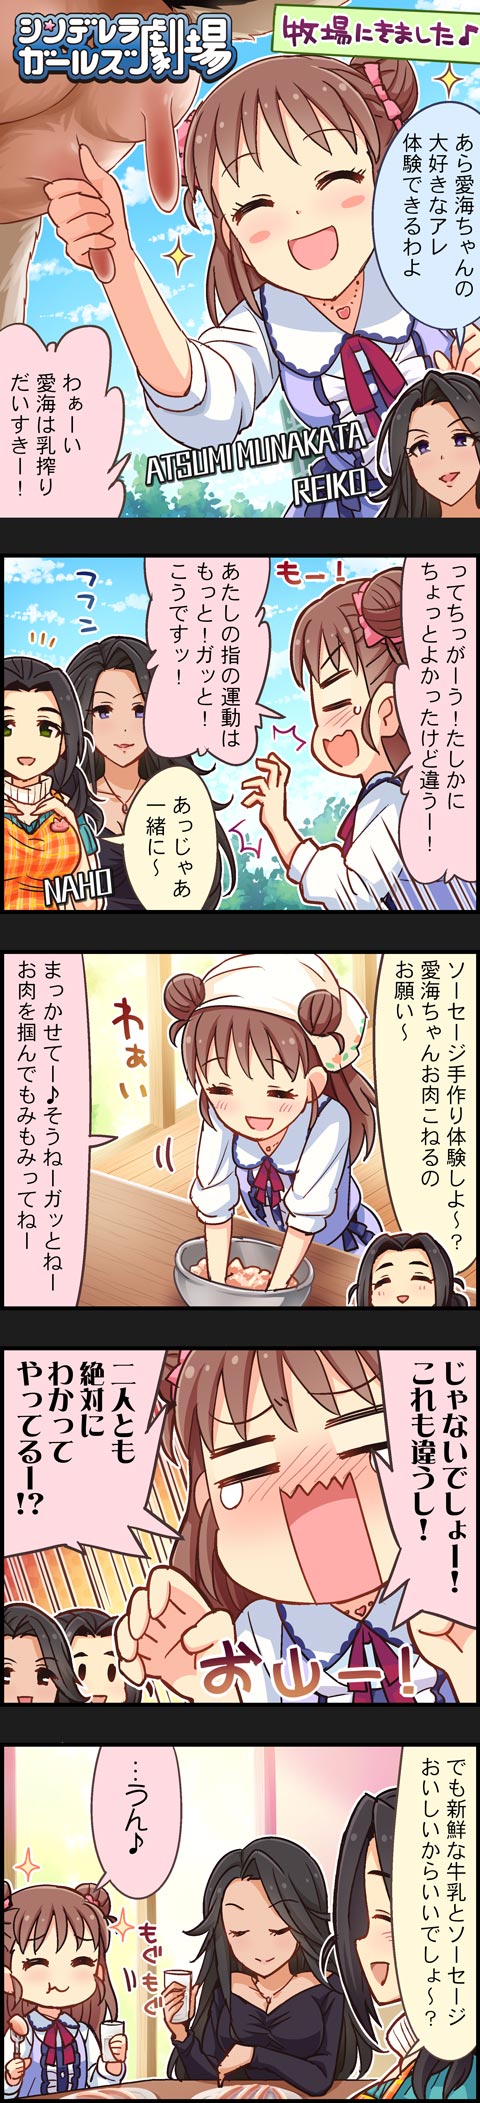 シンデレラ
ガールズ劇場
牧場にきました♪
あら愛海ちゃんの
大好きなアレ
体験できるわよ
わぁーい
愛海は乳搾り
だいすきー！
ATSUMI MUNAKATA
REIKO
ってちっがーう！たしかに
ちょっとよかったけど違うー！
もー！
あたしの指の運動は
もっと！ガッと！
こうですッ！
フフン
あっじゃあ
一緒に～
NAHO
ソーセージ手作り体験しよ～？
愛海ちゃんお肉こねるの
お願い～
わぁい
まっかせてー♪そうねーガッとねー
お肉を掴んでもみもみってねー
じゃないでしょー！
これも違うし！
二人とも
絶対に
わかって
やってるー！？
おゆー！
でも新鮮な牛乳とソーセージ
おいしいからいいでしょ～？
…うん♪
もぐ
もぐ